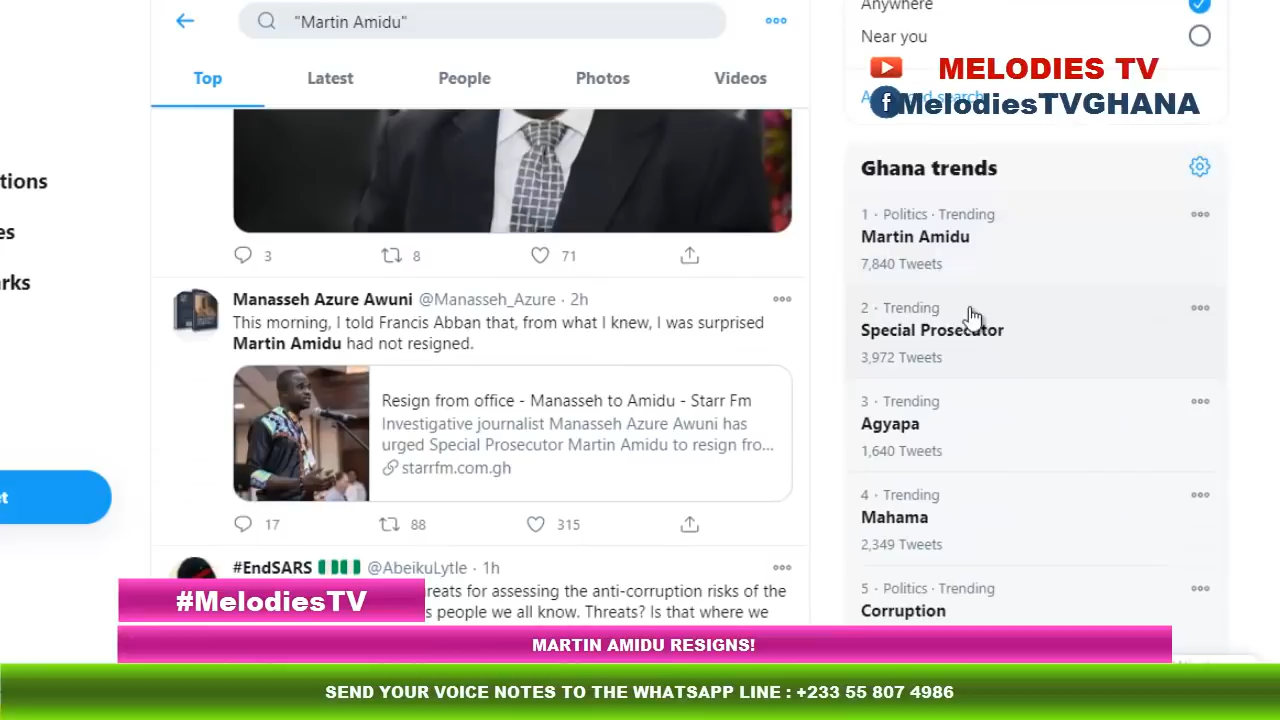 "Martin Amidu"
Top
Latest
People
Photos
Videos
tions
es
rks
et
3
8
71
Manasseh Azure Awuni @Manasseh_Azure · 2h
This morning, I told Francis Abban that, from what I knew, I was surprised
Martin Amidu had not resigned.
Resign from office - Manasseh to Amidu - Starr Fm
Investigative journalist Manasseh Azure Awuni has
urged Special Prosecutor Martin Amidu to resign fro...
starrfm.com.gh
17
88
315
#EndSARS @AbeikuLytle · 1h
reats for assessing the anti-corruption risks of the
s people we all know. Threats? Is that where we
Anywhere
Near you
MELODIES TV
MelodiesTVGHANA
Ghana trends
1 · Politics · Trending
Martin Amidu
7,840 Tweets
2 · Trending
Special Prosecutor
3,972 Tweets
3 · Trending
Agyapa
1,640 Tweets
4 · Trending
Mahama
2,349 Tweets
5 · Politics · Trending
Corruption
#MelodiesTV
MARTIN AMIDU RESIGNS!
SEND YOUR VOICE NOTES TO THE WHATSAPP LINE : +233 55 807 4986